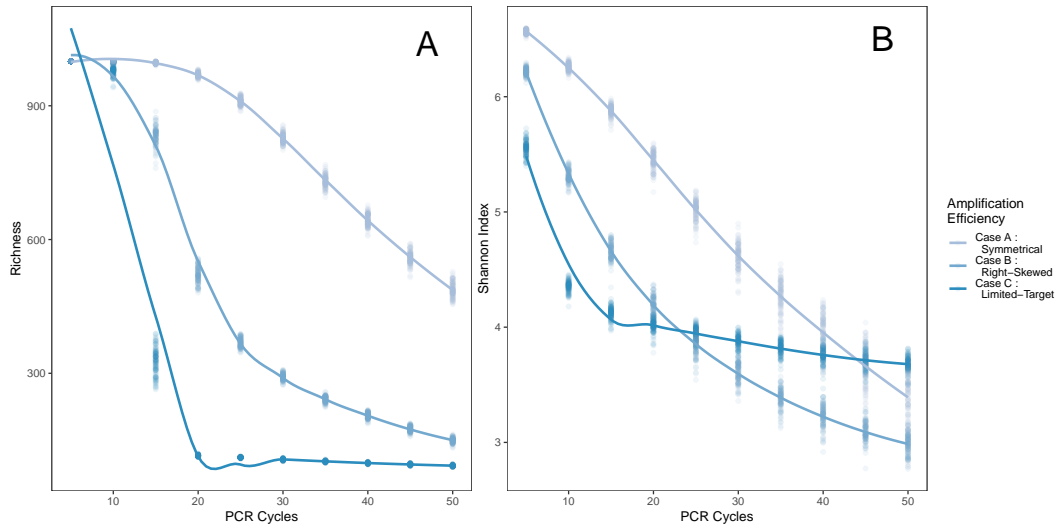 A
900
600
300
Richness
10
20
30
40
50
PCR Cycles
B
6
5
4
3
Shannon Index
10
20
30
40
50
PCR Cycles
Amplification
Efficiency
Case A :
Symmetrical
Case B :
Right−Skewed
Case C :
Limited−Target